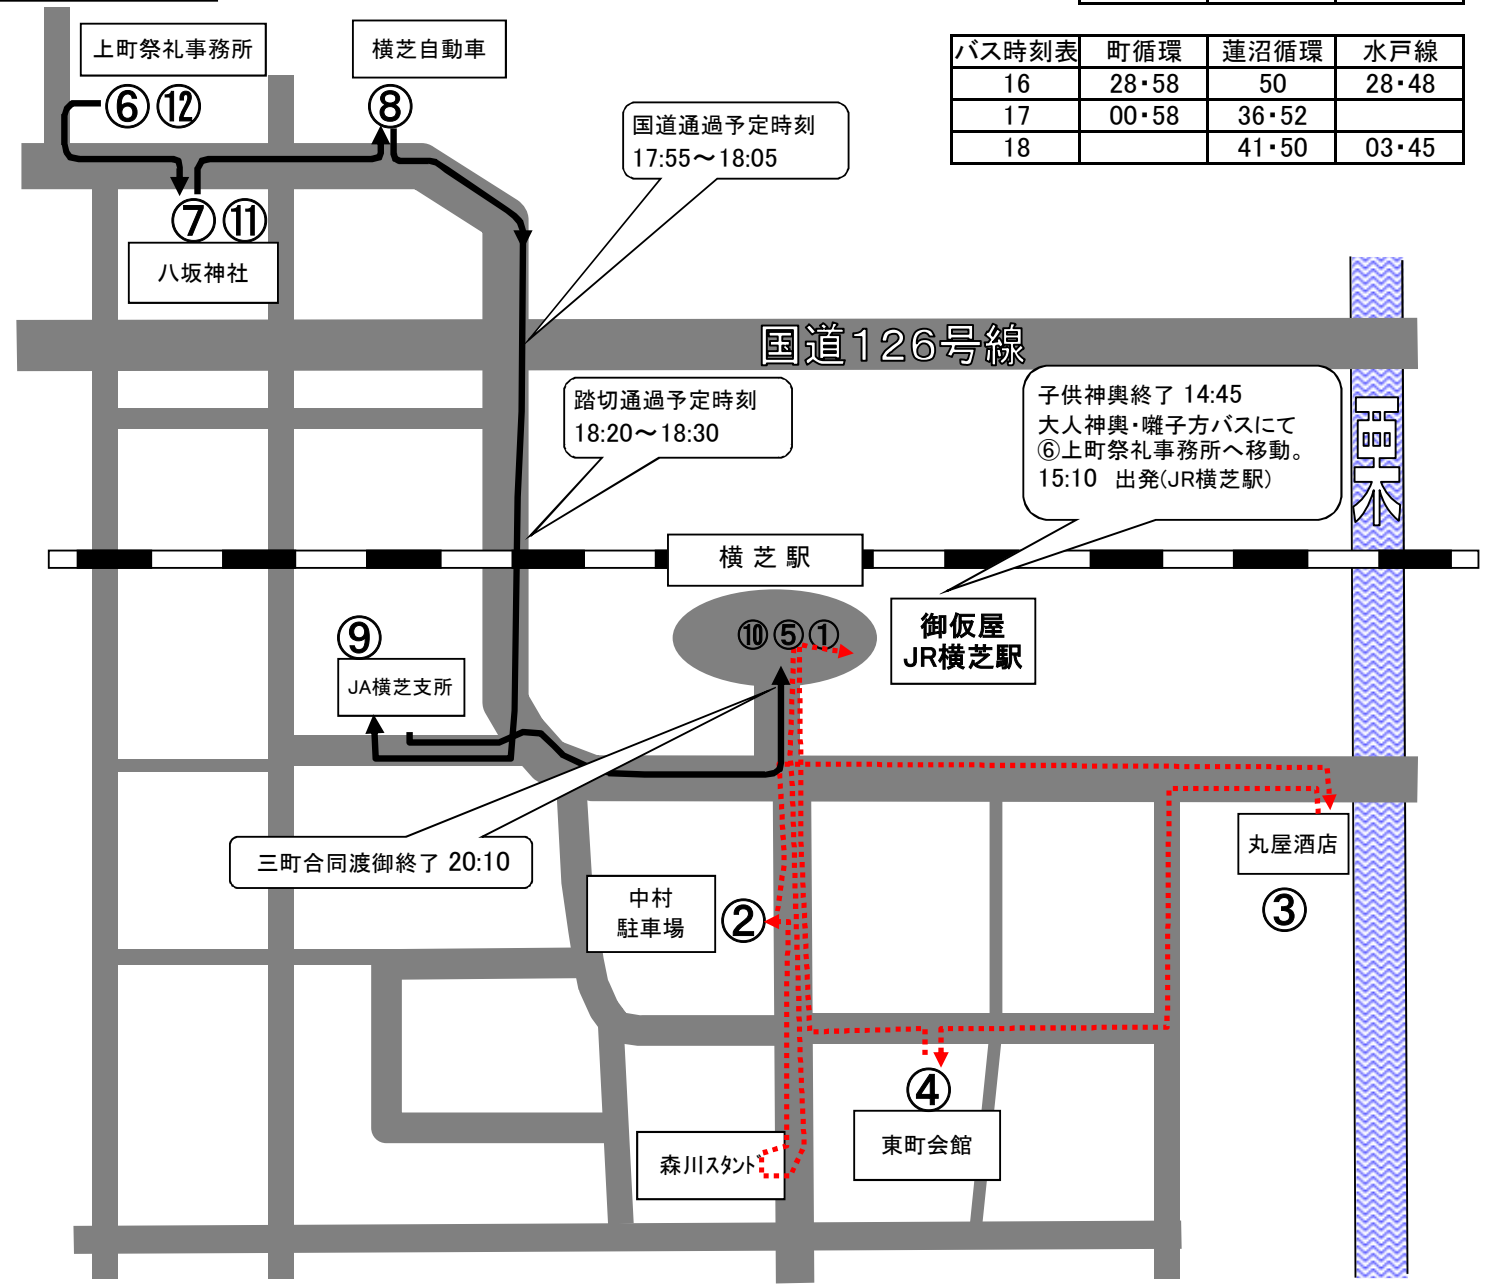 上町祭礼事務所
⑥⑫
横芝自動車
⑧
バス時刻表 町循環 蓮沼循環 水戸線
16 28・58 50 28・48
17 00・58 36・52
18 41・50 03・45
国道通過予定時刻
17:55～18:05
⑦⑪
八坂神社
国道126号線
踏切通過予定時刻
18:20～18:30
子供神輿終了 14:45
大人神輿・囃子方バスにて
⑥上町祭礼事務所へ移動。
15:10 出発(JR横芝駅)
栗
横芝駅
⑩⑤①
御仮屋
JR横芝駅
⑨
JA横芝支所
三町合同渡御終了 20:10
中村
駐車場
②
丸屋酒店
③
④
東町会館
森川スタンド